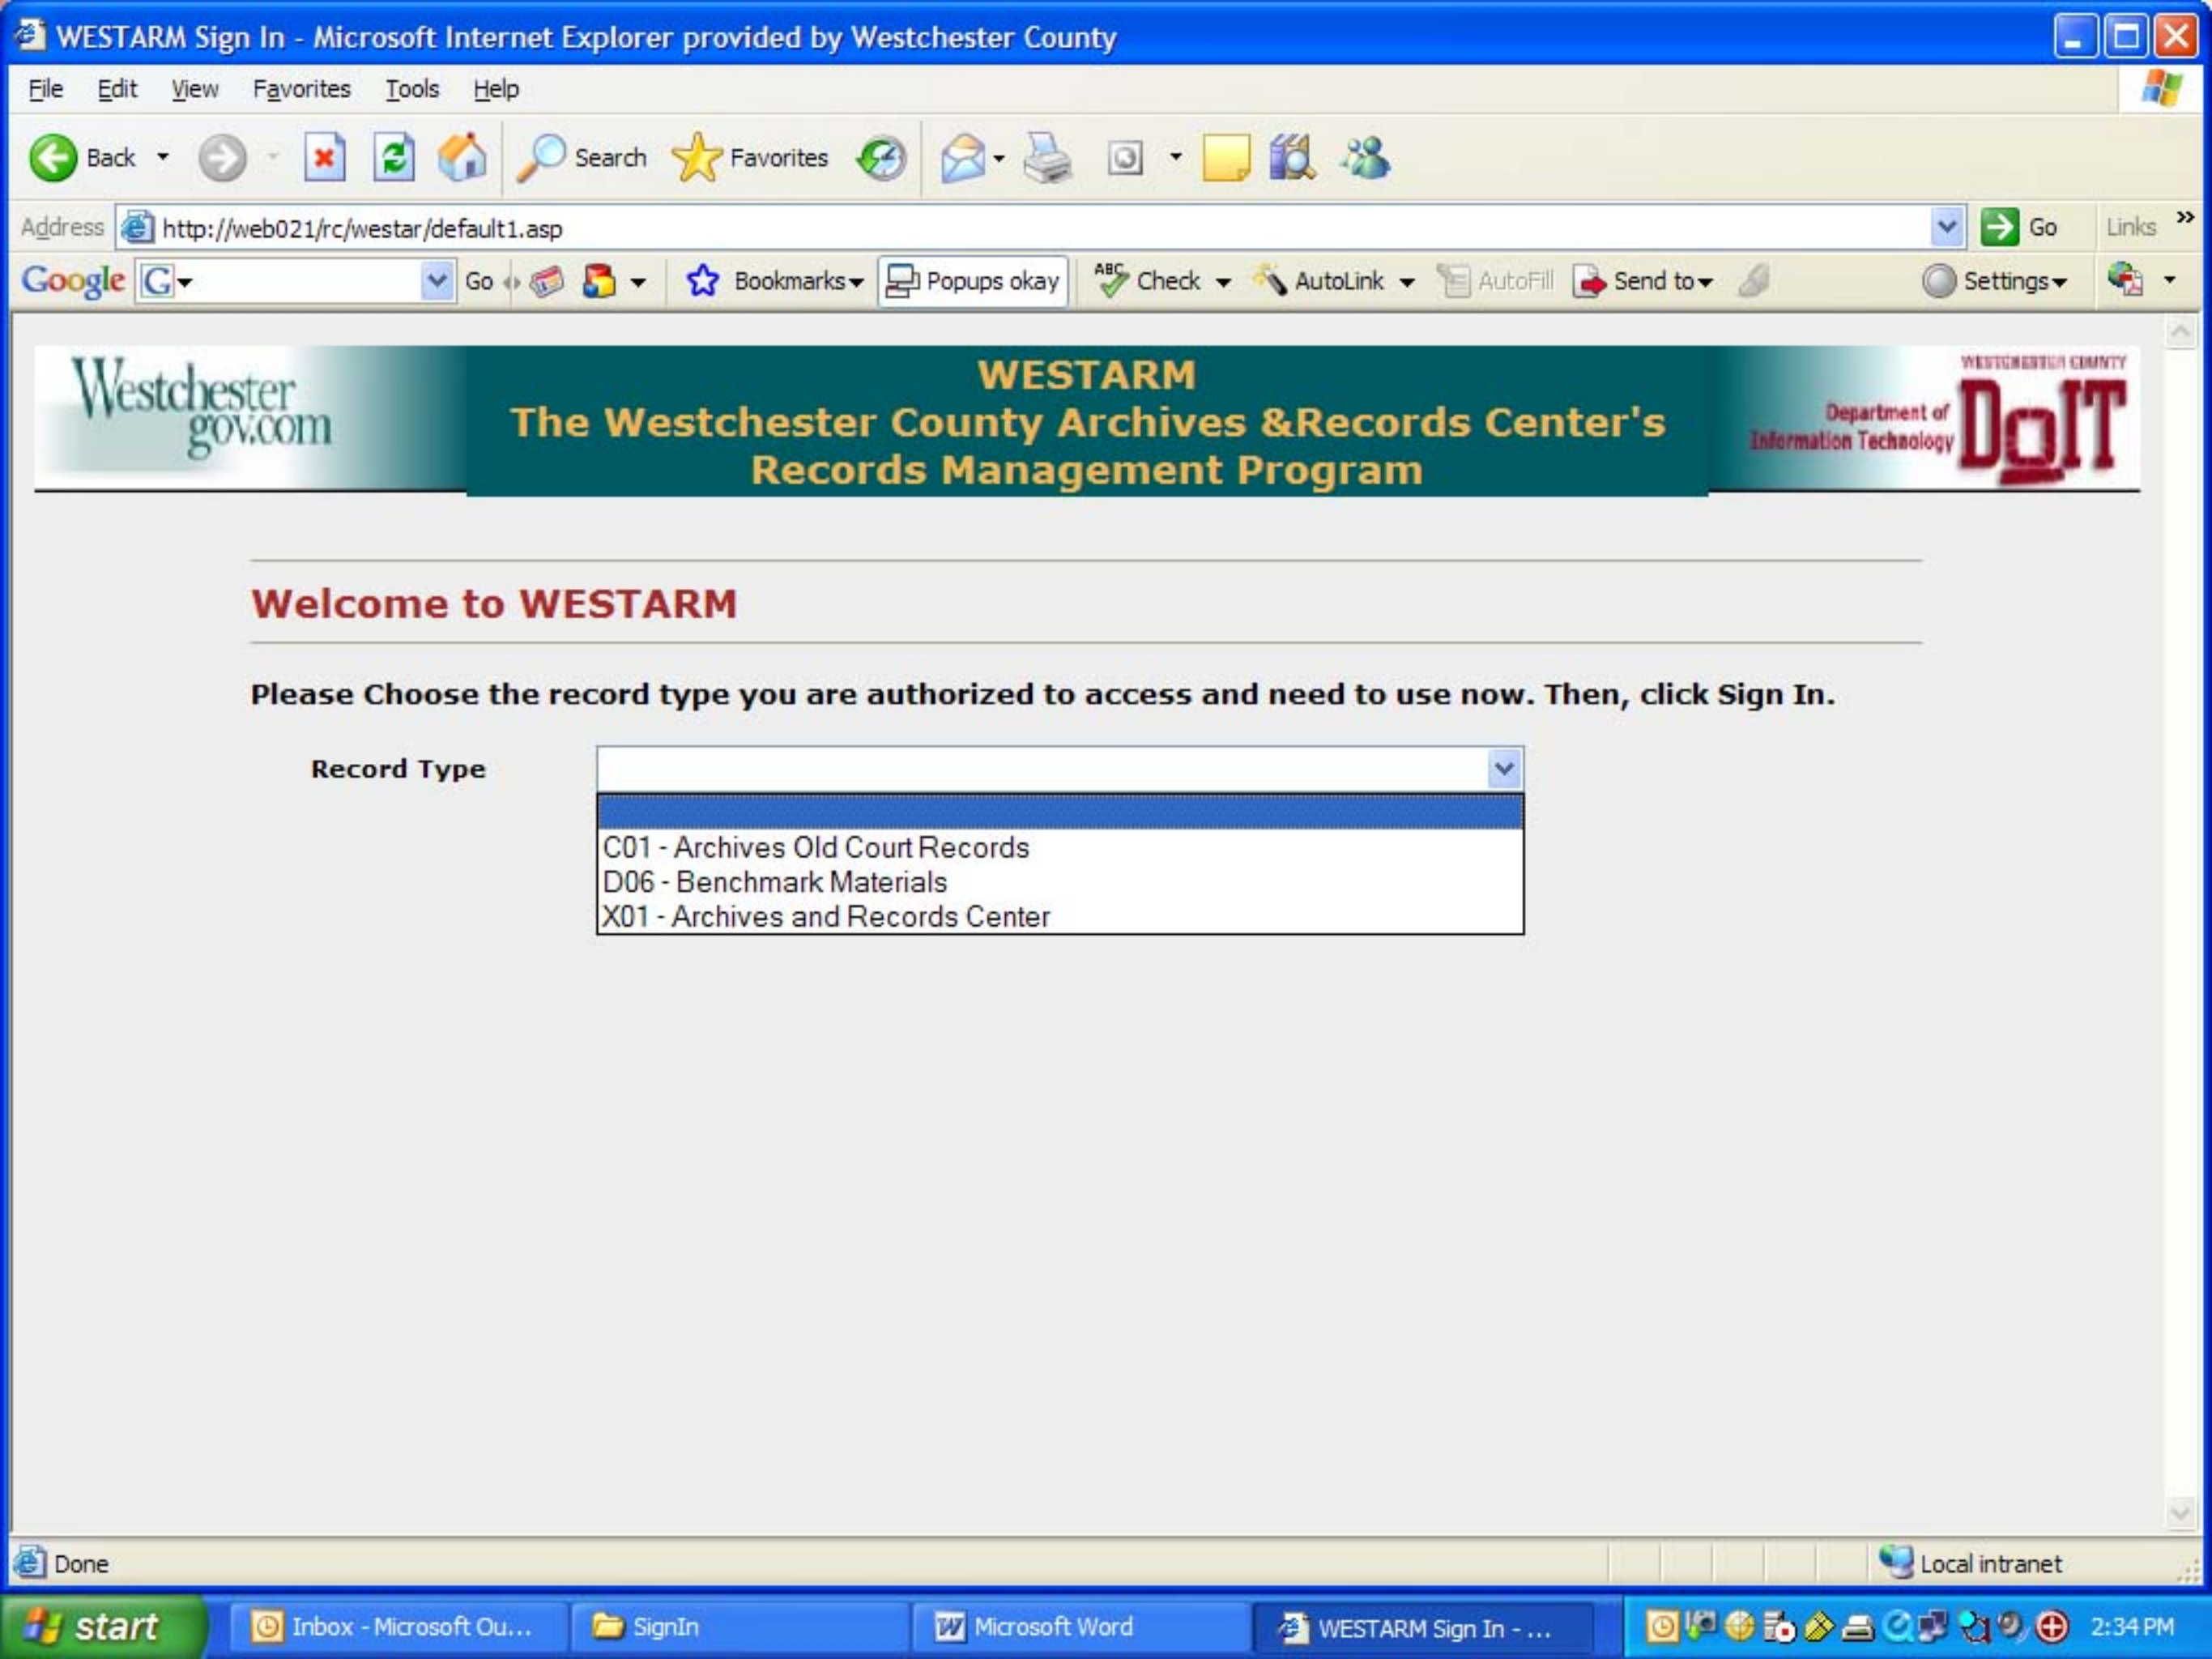 WESTARM Sign In - Microsoft Internet Explorer provided by Westchester County
File Edit View Favorites Tools Help
Back Search Favorites
Address http://web021/rc/westar/default1.asp Go Links »
Google G Go Bookmarks Popups okay ABC Check AutoLink AutoFill Send to Settings
Westchester
gov.com
WESTARM
The Westchester County Archives &Records Center's
Records Management Program
WESTCHESTER COUNTY
Department of
Information Technology
DoIT
Welcome to WESTARM
Please Choose the record type you are authorized to access and need to use now. Then, click Sign In.
Record Type
C01 - Archives Old Court Records
D06 - Benchmark Materials
X01 - Archives and Records Center
Done Local intranet
start Inbox - Microsoft Ou... SignIn Microsoft Word WESTARM Sign In - ... 2:34 PM